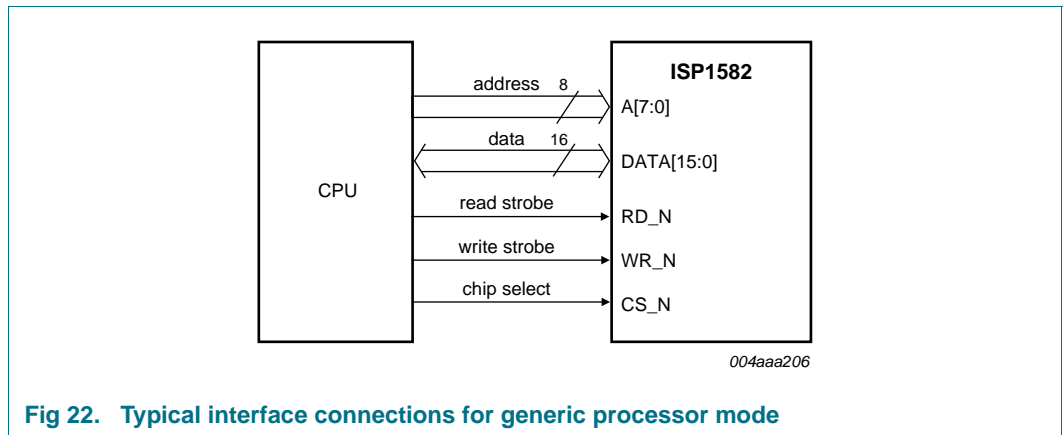 ISP1582
address 8
A[7:0]
data 16
DATA[15:0]
CPU
read strobe
RD_N
write strobe
WR_N
chip select
CS_N
004aaa206
Fig 22. Typical interface connections for generic processor mode